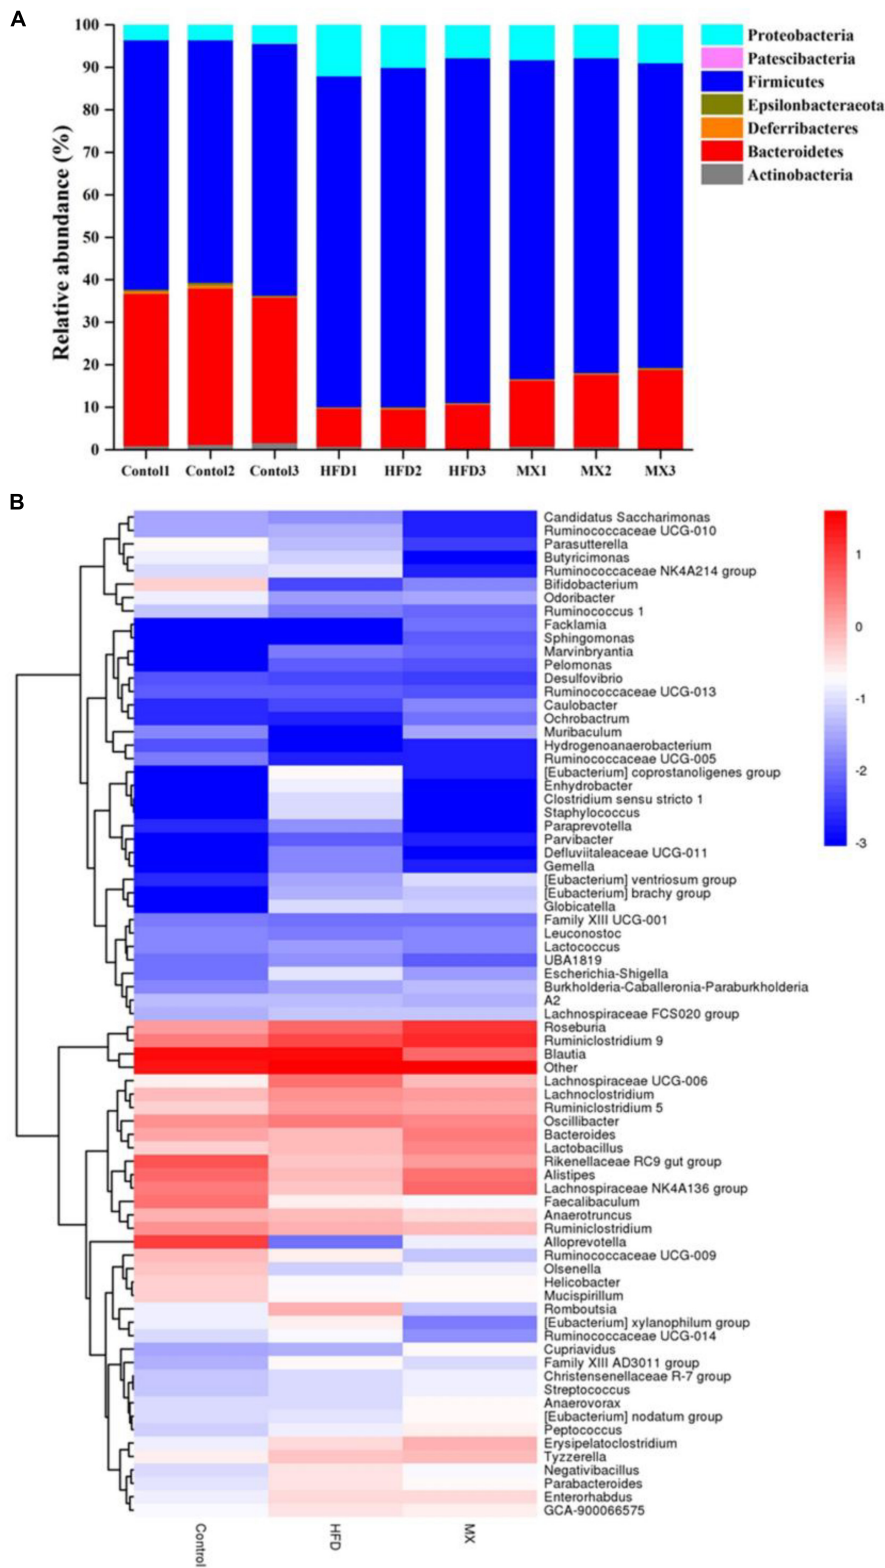 A
Relative abundance (%)
100
90
80
70
60
50
40
30
20
10
0
Contol1
Contol2
Contol3
HFD1
HFD2
HFD3
MX1
MX2
MX3
Proteobacteria
Patescibacteria
Firmicutes
Epsilonbacteraeota
Deferribacteres
Bacteroidetes
Actinobacteria
B
Candidatus Saccharimonas
Ruminococcaceae UCG-010
Parasutterella
Butyricimonas
Ruminococcaceae NK4A214 group
Bifidobacterium
Odoribacter
Ruminococcus 1
Facklamia
Sphingomonas
Marvinbryantia
Pelomonas
Desulfovibrio
Ruminococcaceae UCG-013
Caulobacter
Ochrobactrum
Muribaculum
Hydrogenoanaerobacterium
Ruminococcaceae UCG-005
[Eubacterium] coprostanoligenes group
Enhydrobacter
Clostridium sensu stricto 1
Staphylococcus
Paraprevotella
Parvibacter
Defluviitaleaceae UCG-011
Gemella
[Eubacterium] ventriosum group
[Eubacterium] brachy group
Globicatella
Family XIII UCG-001
Leuconostoc
Lactococcus
UBA1819
Escherichia-Shigella
Burkholderia-Caballeronia-Paraburkholderia
A2
Lachnospiraceae FCS020 group
Roseburia
Ruminiclostridium 9
Blautia
Other
Lachnospiraceae UCG-006
Lachnoclostridium
Ruminiclostridium 5
Oscillibacter
Bacteroides
Lactobacillus
Rikenellaceae RC9 gut group
Alistipes
Lachnospiraceae NK4A136 group
Faecalibaculum
Anaerotruncus
Ruminiclostridium
Alloprevotella
Ruminococcaceae UCG-009
Olsenella
Helicobacter
Mucispirillum
Romboutsia
[Eubacterium] xylanophilum group
Ruminococcaceae UCG-014
Cupriavidus
Family XIII AD3011 group
Christensenellaceae R-7 group
Streptococcus
Anaerovorax
[Eubacterium] nodatum group
Peptococcus
Erysipelatoclostridium
Tyzzerella
Negativibacillus
Parabacteroides
Enterorhabdus
GCA-900066575
Control
HFD
MX
1
0
-1
-2
-3